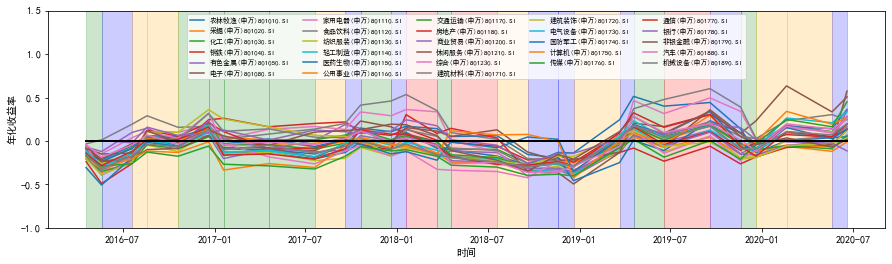 1.5
1.0
0.5
0.0
−0.5
−1.0
年化收益率
农林牧渔(申万)801010.SI 家用电器(申万)801110.SI 交通运输(申万)801170.SI 建筑装饰(申万)801720.SI 通信(申万)801770.SI
采掘(申万)801020.SI 食品饮料(申万)801120.SI 房地产(申万)801180.SI 电气设备(申万)801730.SI 银行(申万)801780.SI
化工(申万)801030.SI 纺织服装(申万)801130.SI 商业贸易(申万)801200.SI 国防军工(申万)801740.SI 非银金融(申万)801790.SI
钢铁(申万)801040.SI 轻工制造(申万)801140.SI 休闲服务(申万)801210.SI 计算机(申万)801750.SI 汽车(申万)801880.SI
有色金属(申万)801050.SI 医药生物(申万)801150.SI 综合(申万)801230.SI 传媒(申万)801760.SI 机械设备(申万)801890.SI
电子(申万)801080.SI 公用事业(申万)801160.SI 建筑材料(申万)801710.SI
2016−07 2017−01 2017−07 2018−01 2018−07 2019−01 2019−07 2020−01 2020−07
时间